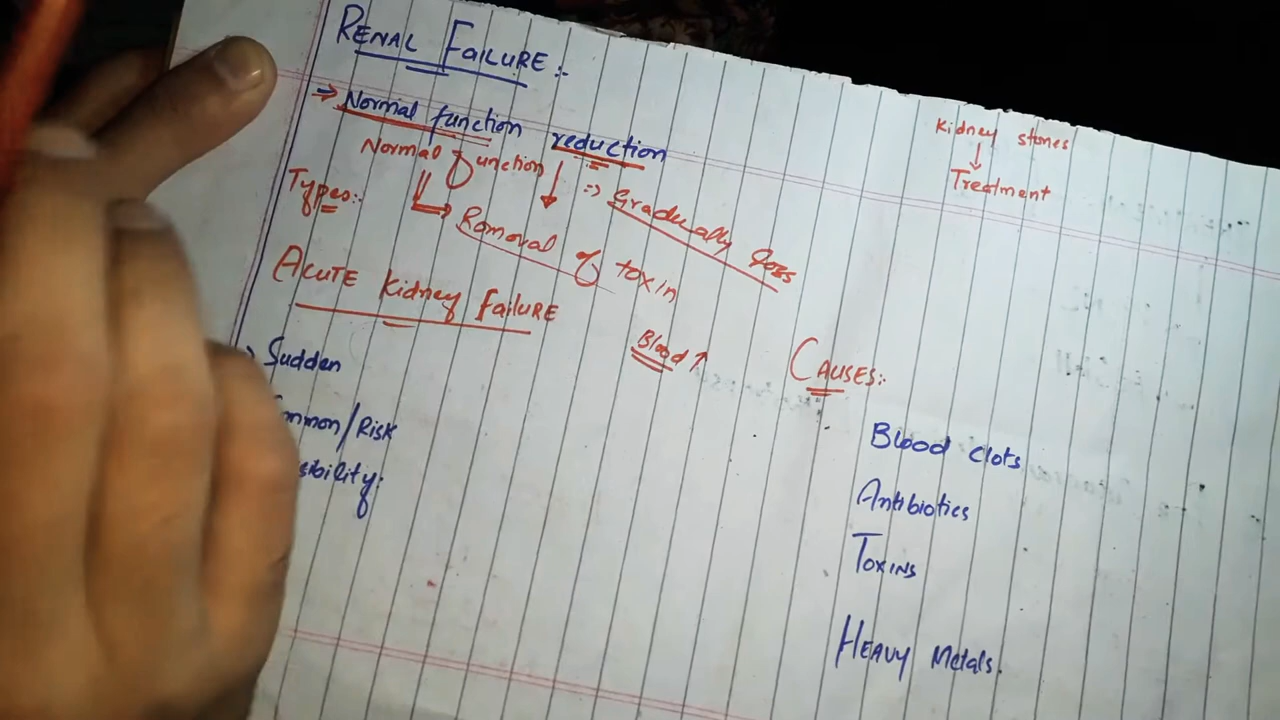 RENAL FAILURE:-
⇒ Normal function reduction
Normal function ↓ :) Gradually loss
Types:-
Removal of toxin
ACUTE Kidney FAILURE
Sudden
/Risk
Blood ↑
Kidney stones
↓
Treatment
CAUSES:-
Blood clots
Antibiotics
TOXINS
HEAVY Metals.